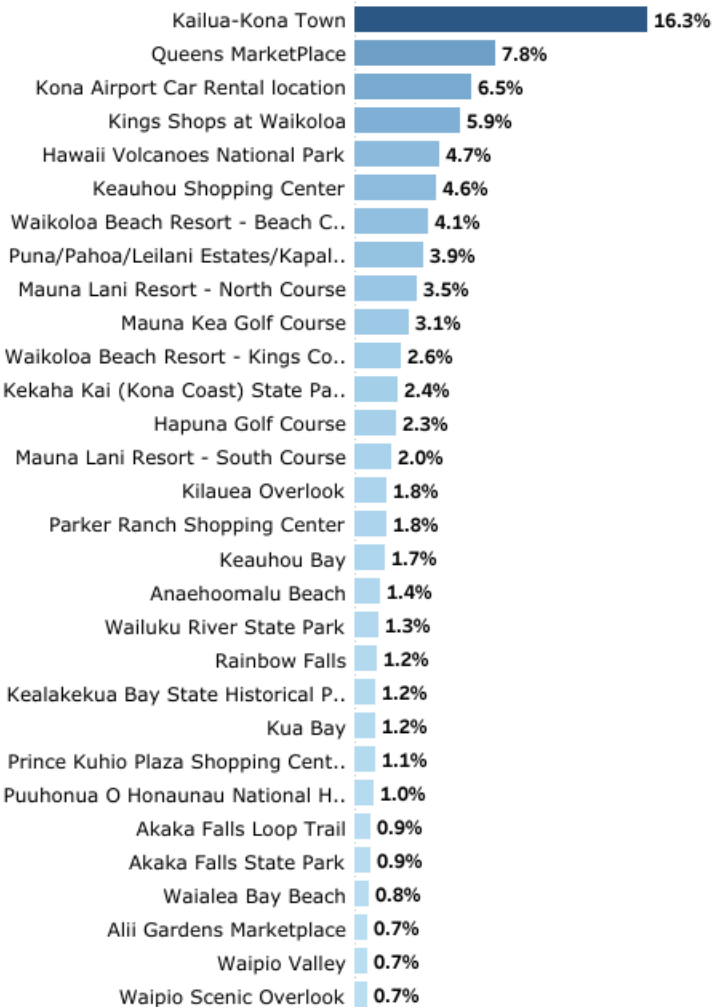 Kailua-Kona Town 16.3%
Queens MarketPlace 7.8%
Kona Airport Car Rental location 6.5%
Kings Shops at Waikoloa 5.9%
Hawaii Volcanoes National Park 4.7%
Keauhou Shopping Center 4.6%
Waikoloa Beach Resort - Beach C.. 4.1%
Puna/Pahoa/Leilani Estates/Kapal.. 3.9%
Mauna Lani Resort - North Course 3.5%
Mauna Kea Golf Course 3.1%
Waikoloa Beach Resort - Kings Co.. 2.6%
Kekaha Kai (Kona Coast) State Pa.. 2.4%
Hapuna Golf Course 2.3%
Mauna Lani Resort - South Course 2.0%
Kilauea Overlook 1.8%
Parker Ranch Shopping Center 1.8%
Keauhou Bay 1.7%
Anaehoomalu Beach 1.4%
Wailuku River State Park 1.3%
Rainbow Falls 1.2%
Kealakekua Bay State Historical P.. 1.2%
Kua Bay 1.2%
Prince Kuhio Plaza Shopping Cent.. 1.1%
Puuhonua O Honaunau National H.. 1.0%
Akaka Falls Loop Trail 0.9%
Akaka Falls State Park 0.9%
Waialea Bay Beach 0.8%
Alii Gardens Marketplace 0.7%
Waipio Valley 0.7%
Waipio Scenic Overlook 0.7%